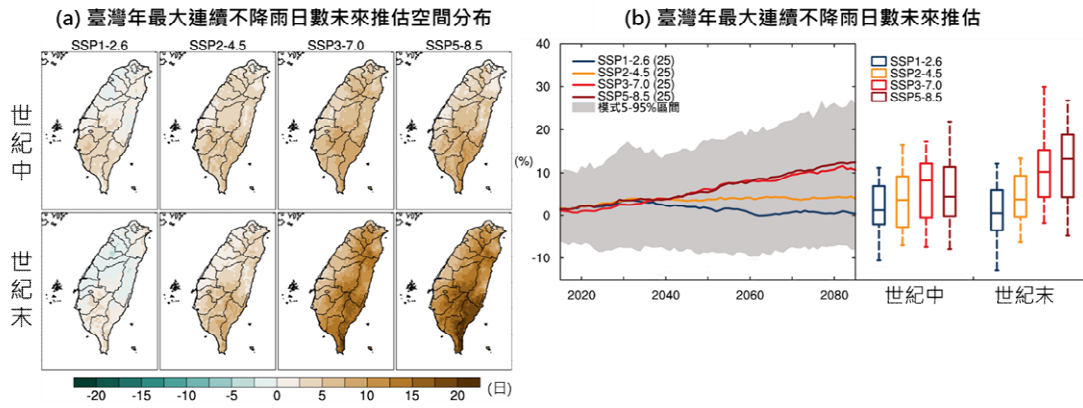 (a) 臺灣年最大連續不降雨日數未來推估空間分布
SSP1-2.6 SSP2-4.5 SSP3-7.0 SSP5-8.5
世紀中
世紀末
-20 -15 -10 -5 0 5 10 15 20 (日)
(b) 臺灣年最大連續不降雨日數未來推估
40
30
20
10
0
-10
(%)
SSP1-2.6 (25)
SSP2-4.5 (25)
SSP3-7.0 (25)
SSP5-8.5 (25)
模式5-95%區間
2020 2040 2060 2080
SSP1-2.6
SSP2-4.5
SSP3-7.0
SSP5-8.5
世紀中 世紀末